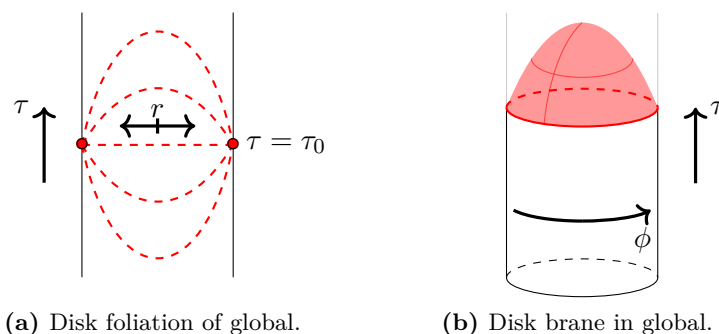 τ
r
τ = τ₀
τ
ϕ
(a) Disk foliation of global.
(b) Disk brane in global.